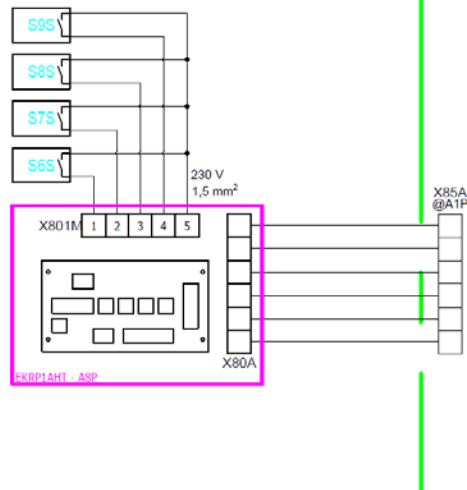 S9S
S8S
S7S
S6S
230 V
1,5 mm²
X801M 1 2 3 4 5
X85A
@A1P
X80A
EKRP1AHT - A8P